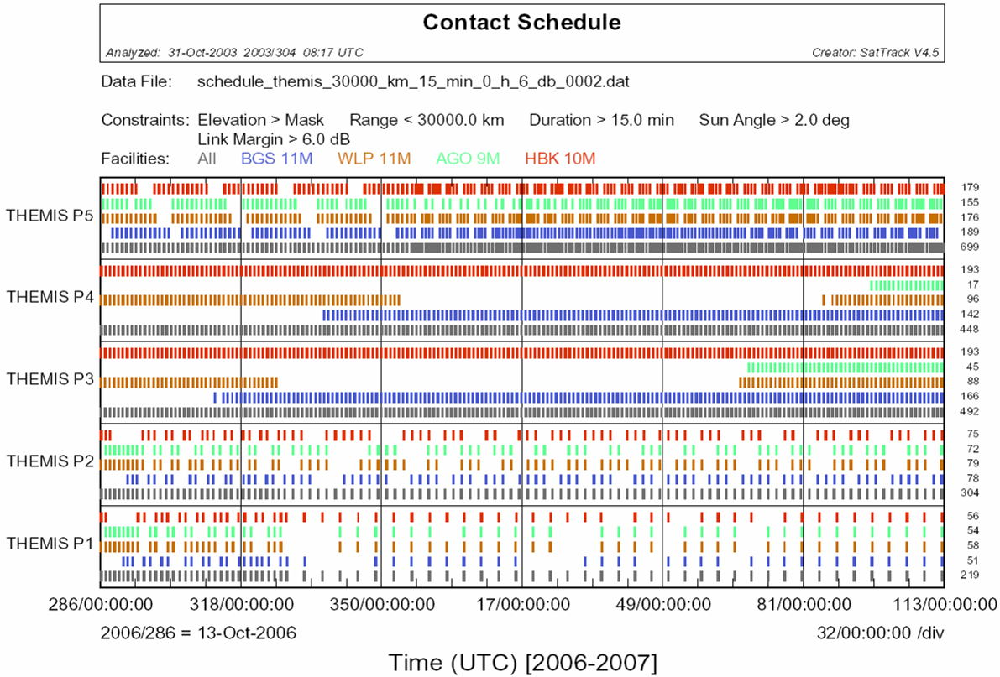 Contact Schedule
Analyzed: 31-Oct-2003 2003/304 08:17 UTC
Creator: SatTrack V4.5
Data File: schedule_themis_30000_km_15_min_0_h_6_db_0002.dat
Constraints: Elevation > Mask Range < 30000.0 km Duration > 15.0 min Sun Angle > 2.0 deg
Link Margin > 6.0 dB
Facilities: All BGS 11M WLP 11M AGO 9M HBK 10M
THEMIS P5
179
155
176
189
699
THEMIS P4
193
17
96
142
448
THEMIS P3
193
45
88
166
492
THEMIS P2
75
72
79
78
304
THEMIS P1
56
54
58
51
219
286/00:00:00 318/00:00:00 350/00:00:00 17/00:00:00 49/00:00:00 81/00:00:00 113/00:00:00
2006/286 = 13-Oct-2006
32/00:00:00 /div
Time (UTC) [2006-2007]